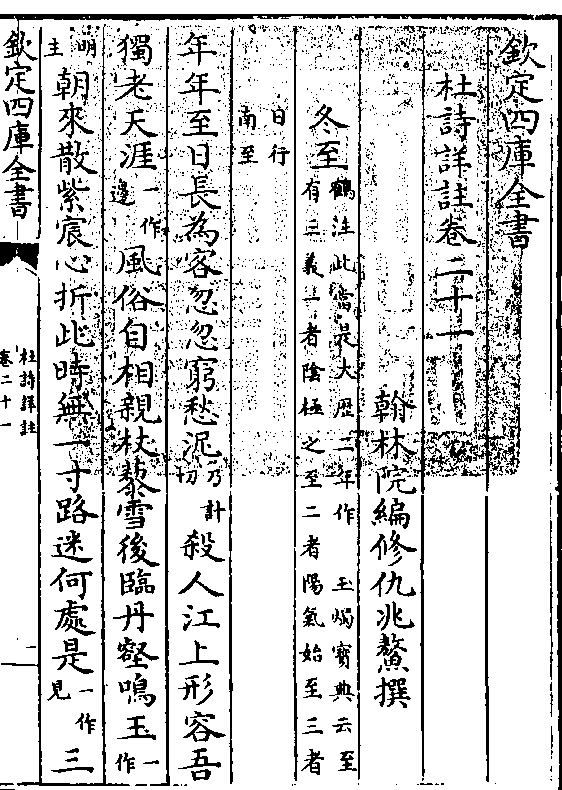 欽定四庫全書
杜詩詳註卷二十一
翰林院編修仇兆鰲撰
冬至
鶴注此當是大歴二年作 玉燭寶典云至
有三義一者陰極之至二者陽氣始至三者
日行
南至
年年至日長為客忽忽窮愁泥
乃計
切
殺人江上形容吾
獨老天涯
一作
邊
風俗自相親杖藜雪後臨丹壑鳴玉
一
作
明
主
朝來散紫宸心折此時無一寸路迷何處是
一作
見
三
欽定四庫全書
杜詩詳註
卷二十一
一